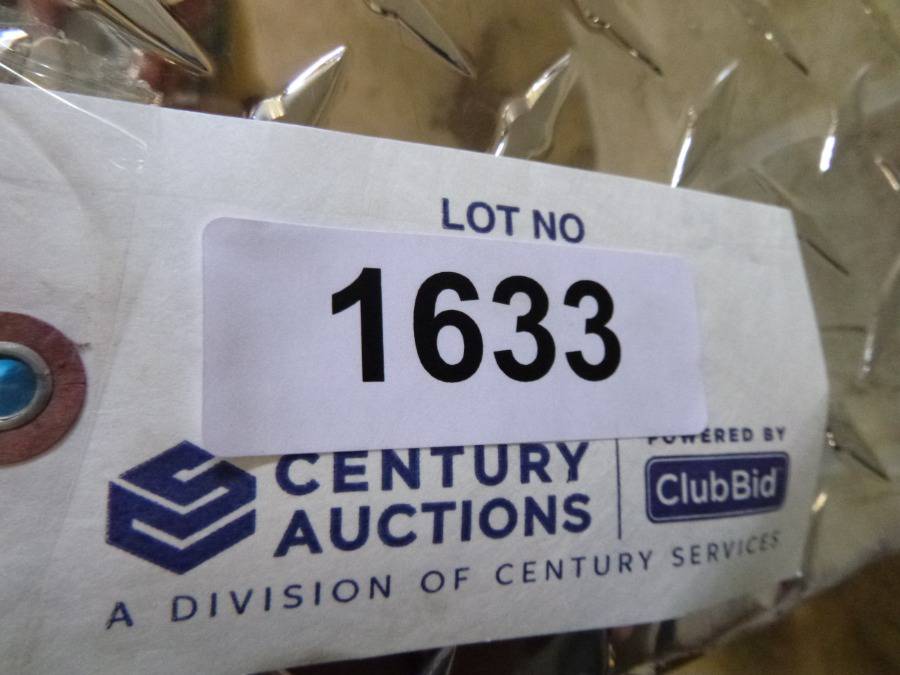 LOT NO
1633
CENTURY
AUCTIONS
POWERED BY
ClubBid
A DIVISION OF CENTURY SERVICES